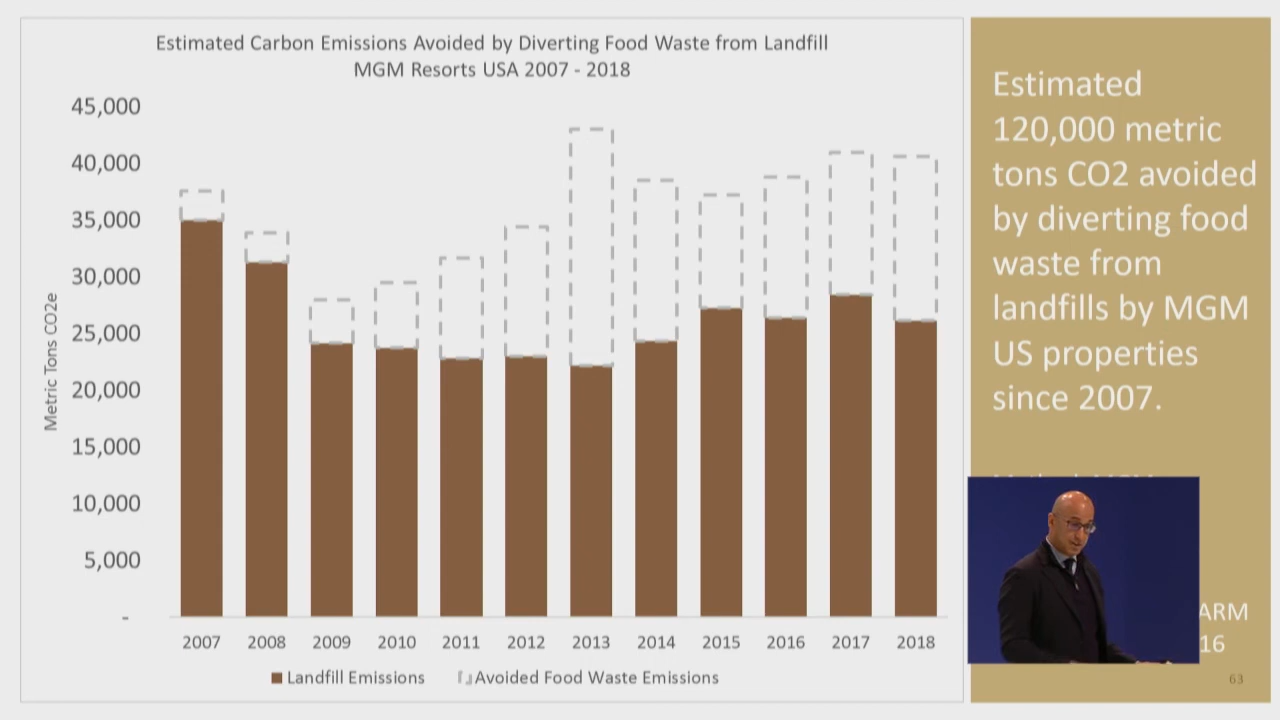 Estimated Carbon Emissions Avoided by Diverting Food Waste from Landfill
MGM Resorts USA 2007 - 2018
45,000
40,000
35,000
30,000
25,000
20,000
15,000
10,000
5,000
-
Metric Tons CO2e
2007 2008 2009 2010 2011 2012 2013 2014 2015 2016 2017 2018
Landfill Emissions
Avoided Food Waste Emissions
Estimated
120,000 metric
tons CO2 avoided
by diverting food
waste from
landfills by MGM
US properties
since 2007.
ARM
16
63